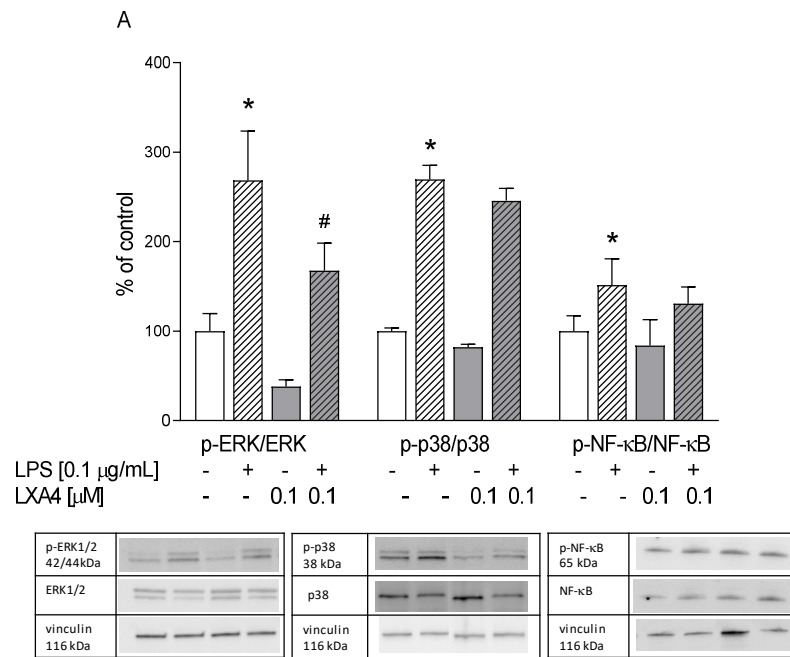 A
400
*
300
*
#
200
*
100
0
% of control
p-ERK/ERK p-p38/p38 p-NF-κB/NF-κB
LPS [0.1 μg/mL] - + - + - + - + - + - +
LXA4 [μM] - - 0.1 0.1 - - 0.1 0.1 - - 0.1 0.1
p-ERK1/2
42/44kDa
ERK1/2
vinculin
116 kDa
p-p38
38 kDa
p38
vinculin
116 kDa
p-NF-κB
65 kDa
NF-κB
vinculin
116 kDa